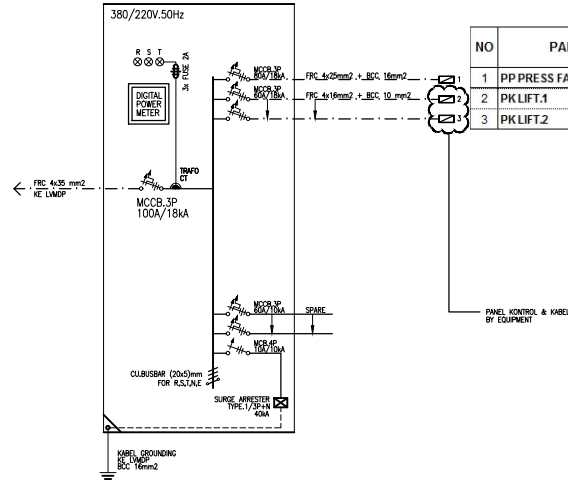 380/220V.50Hz
R S T
3x FUSE 2A
DIGITAL
POWER
METER
MCCB.3P
80A/18kA
FRC 4x25mm2 + BCC 16mm2
1
MCCB.3P
60A/18kA
FRC 4x16mm2 + BCC 10 mm2
2
3
NO PA
1 PP PRESS FA
2 PK LIFT.1
3 PK LIFT.2
TRAFO
CT
FRC 4x35 mm2
KE LVMDP
MCCB.3P
100A/18kA
MCCB.3P
60A/10kA
SPARE
MCB.4P
10A/10kA
PANEL KONTROL & KABEL
BY EQUIPMENT
CU.BUSBAR (20x5)mm
FOR R,S,T,N,E
SURGE ARRESTER
TYPE.1/3P+N
40kA
KABEL GROUNDING
KE LVMDP
BCC 16mm2